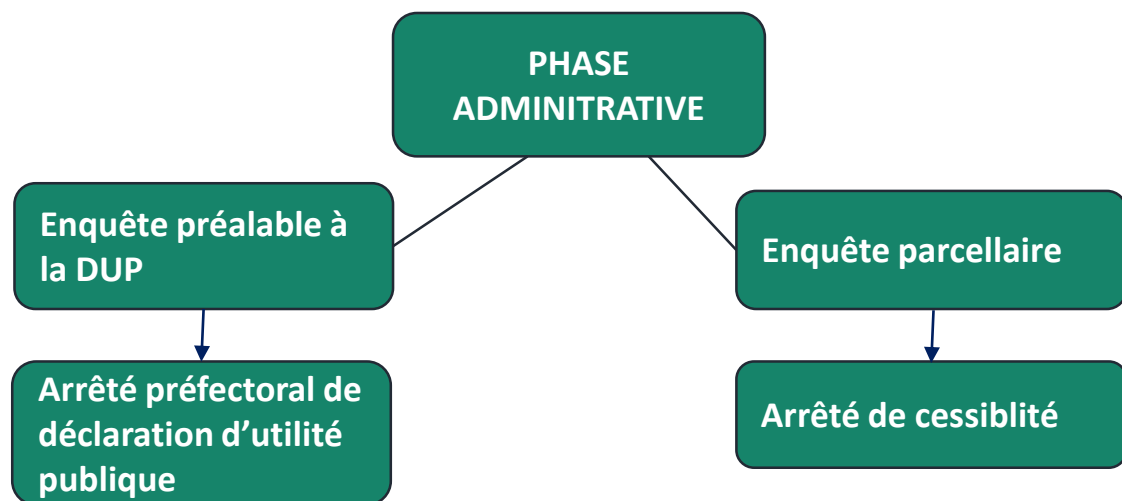 PHASE
ADMINITRATIVE
Enquête préalable à
la DUP
Enquête parcellaire
Arrêté préfectoral de
déclaration d’utilité
publique
Arrêté de cessiblité